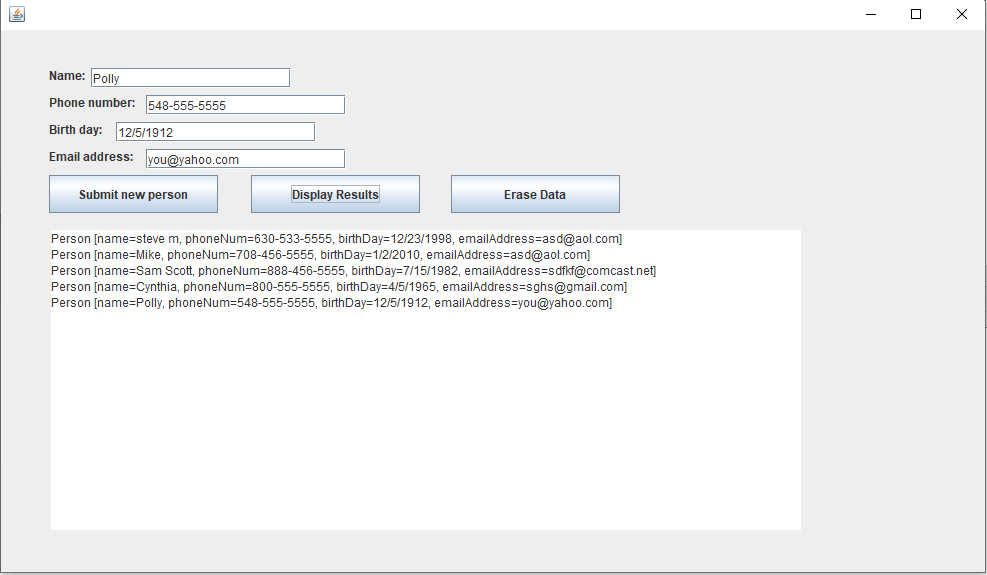 Name: Polly
Phone number: 548-555-5555
Birth day: 12/5/1912
Email address: you@yahoo.com
Submit new person Display Results Erase Data
Person [name=steve m, phoneNum=630-533-5555, birthDay=12/23/1998, emailAddress=asd@aol.com]
Person [name=Mike, phoneNum=708-456-5555, birthDay=1/2/2010, emailAddress=asd@aol.com]
Person [name=Sam Scott, phoneNum=888-456-5555, birthDay=7/15/1982, emailAddress=sdfkf@comcast.net]
Person [name=Cynthia, phoneNum=800-555-5555, birthDay=4/5/1965, emailAddress=sghs@gmail.com]
Person [name=Polly, phoneNum=548-555-5555, birthDay=12/5/1912, emailAddress=you@yahoo.com]